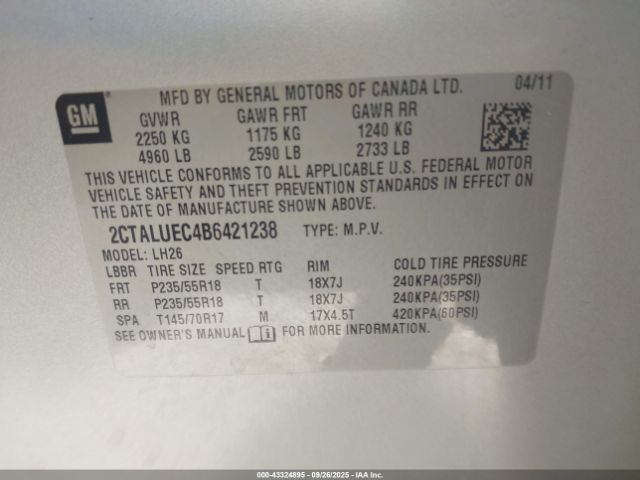 GM
MFD BY GENERAL MOTORS OF CANADA LTD. 04/11
GVWR GAWR FRT GAWR RR
2250 KG 1175 KG 1240 KG
4960 LB 2590 LB 2733 LB
THIS VEHICLE CONFORMS TO ALL APPLICABLE U.S. FEDERAL MOTOR
VEHICLE SAFETY AND THEFT PREVENTION STANDARDS IN EFFECT ON
THE DATE OF MANUFACTURE SHOWN ABOVE.
2CTALUEC4B6421238 TYPE: M.P.V.
MODEL: LH26
LBBR TIRE SIZE SPEED RTG RIM COLD TIRE PRESSURE
FRT P235/55R18 T 18X7J 240KPA(35PSI)
RR P235/55R18 T 18X7J 240KPA(35PSI)
SPA T145/70R17 M 17X4.5T 420KPA(60PSI)
SEE OWNER'S MANUAL FOR MORE INFORMATION.
000-43324895 - 09/26/2025 - IAA, Inc.